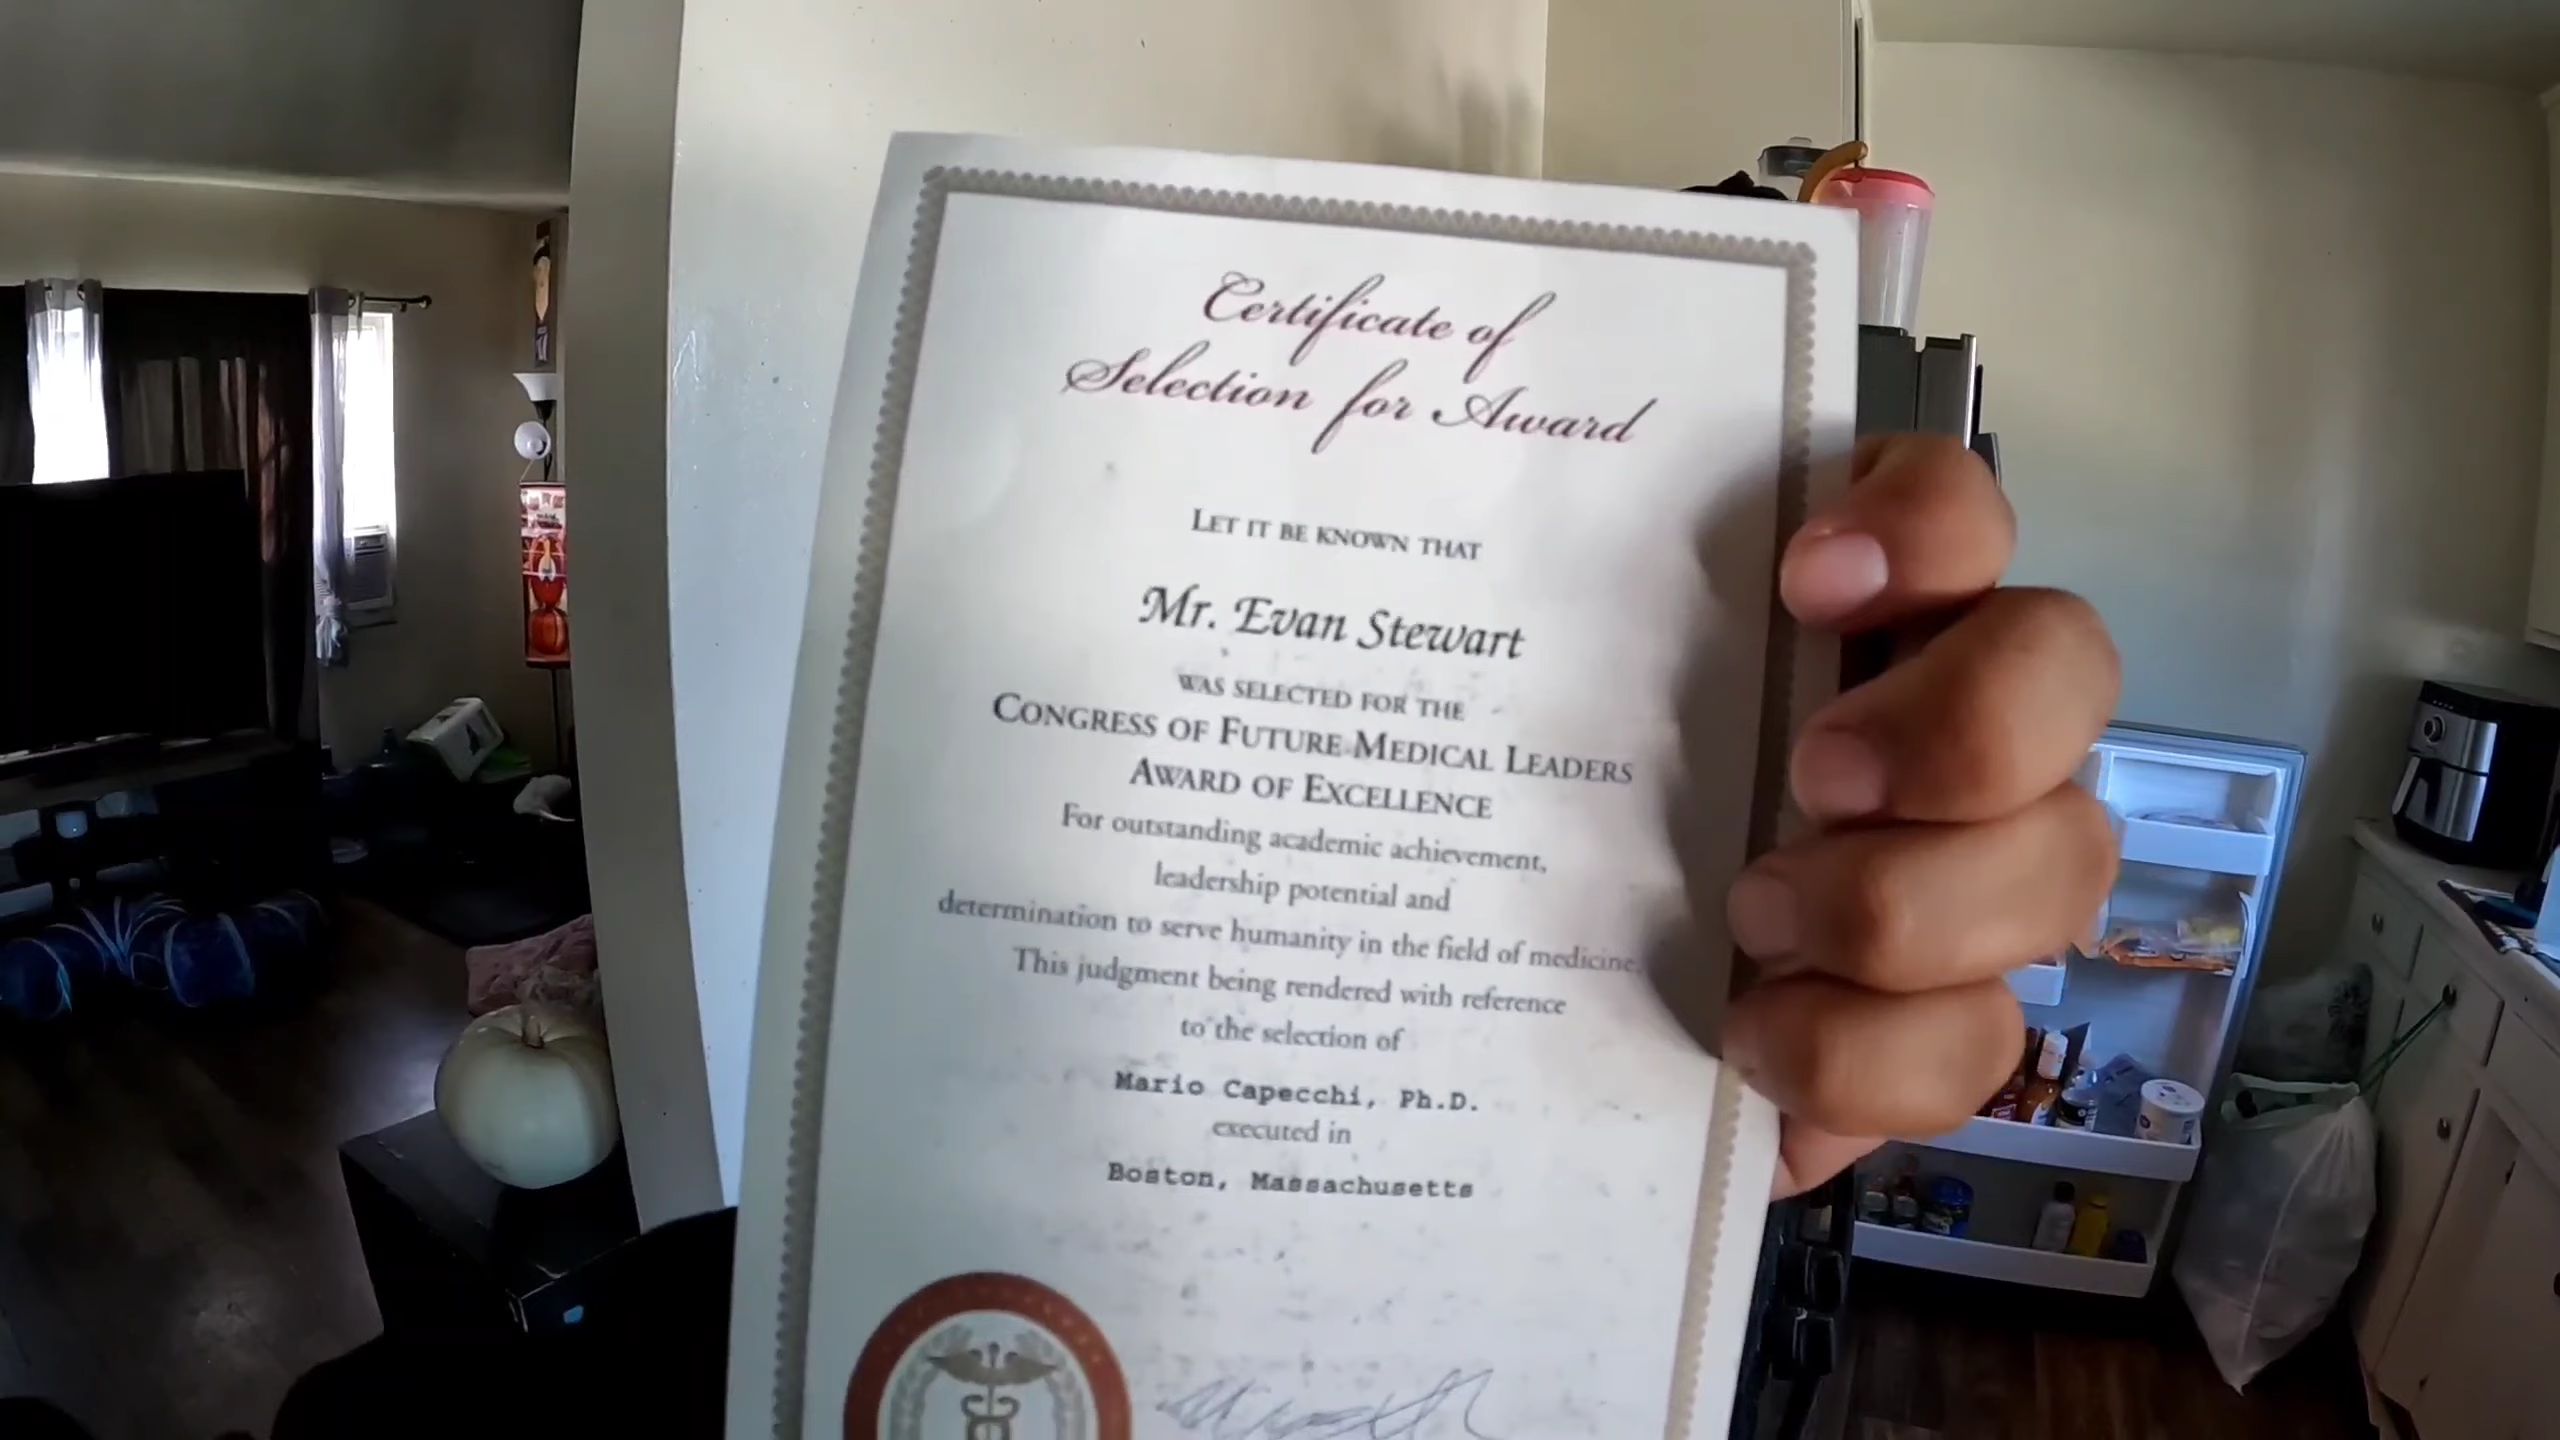 Certificate of
Selection for Award
LET IT BE KNOWN THAT
Mr. Evan Stewart
WAS SELECTED FOR THE
CONGRESS OF FUTURE MEDICAL LEADERS
AWARD OF EXCELLENCE
For outstanding academic achievement,
leadership potential and
determination to serve humanity in the field of medicine.
This judgment being rendered with reference
to the selection of
Mario Capecchi, Ph.D.
executed in
Boston, Massachusetts